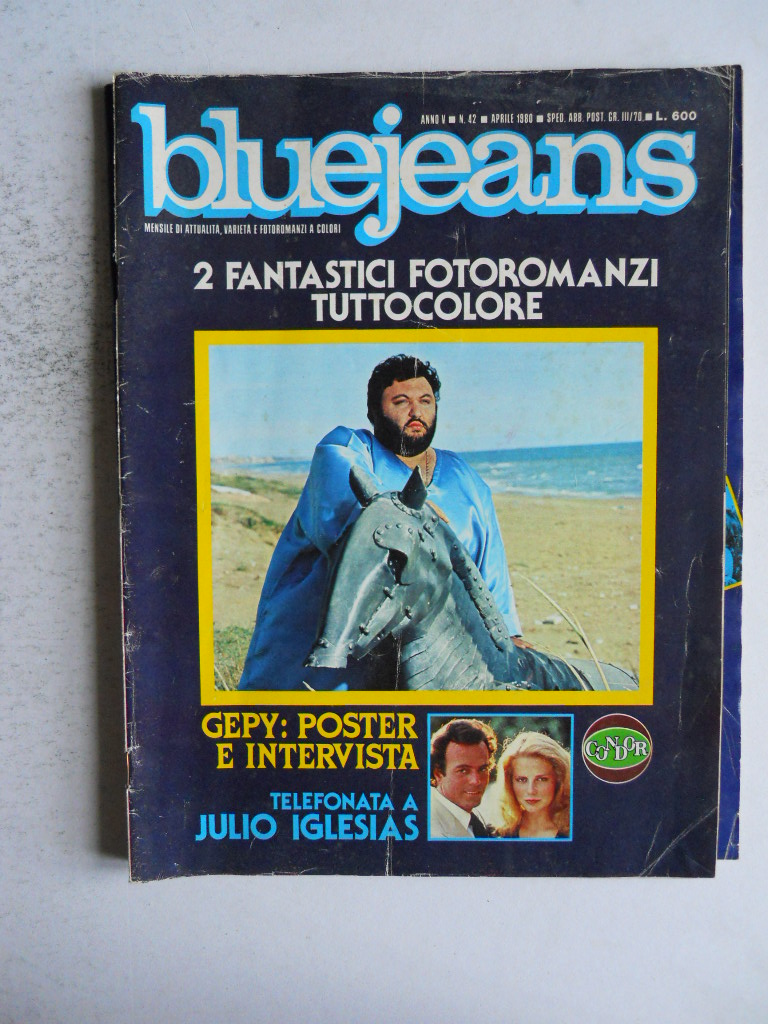 ANNO V ■ N. 42 ■ APRILE 1980 ■ SPED. ABB. POST. GR. III/70 ■ L. 600
bluejeans
MENSILE DI ATTUALITÀ, VARIETÀ E FOTOROMANZI A COLORI
2 FANTASTICI FOTOROMANZI
TUTTOCOLORE
GEPY: POSTER
E INTERVISTA
CONDOR
TELEFONATA A
JULIO IGLESIAS